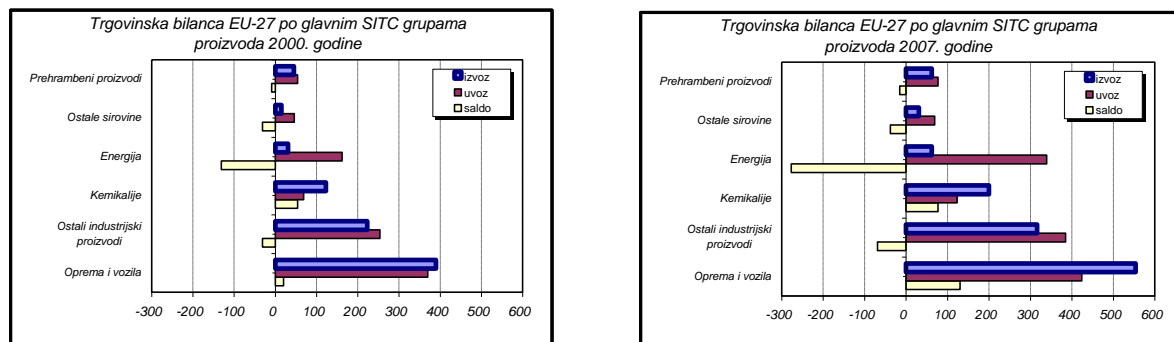 Trgovinska bilanca EU-27 po glavnim SITC grupama
proizvoda 2000. godine
izvoz
uvoz
saldo
Prehrambeni proizvodi
Ostale sirovine
Energija
Kemikalije
Ostali industrijski
proizvodi
Oprema i vozila
-300 -200 -100 0 100 200 300 400 500 600
Trgovinska bilanca EU-27 po glavnim SITC grupama
proizvoda 2007. godine
izvoz
uvoz
saldo
Prehrambeni proizvodi
Ostale sirovine
Energija
Kemikalije
Ostali industrijski
proizvodi
Oprema i vozila
-300 -200 -100 0 100 200 300 400 500 600